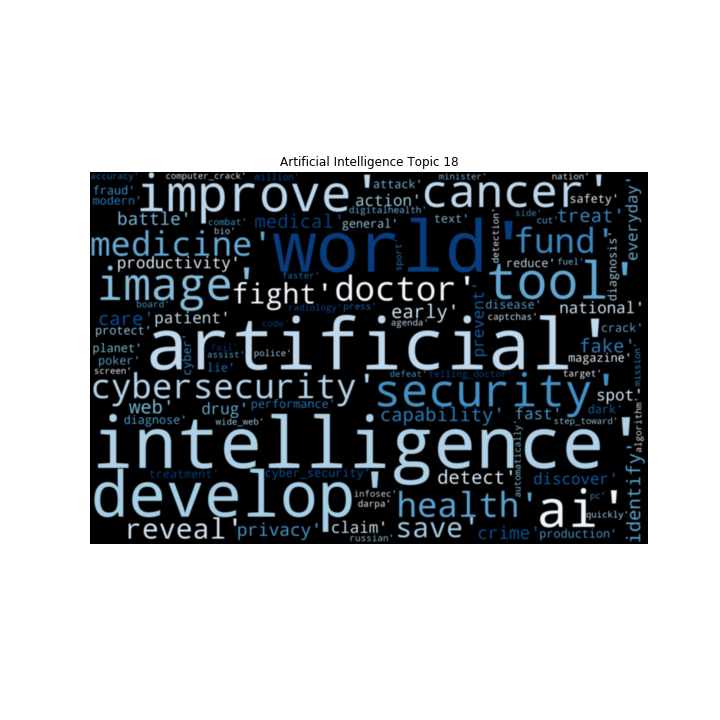 Artificial Intelligence Topic 18
accuracy' computer_crack' million' minister' nation'
fraud' improve' attack' cancer' safety' everyday'
modern' action'
digitalhealth'
battle' combat' medical' general' text' side' treat'
bio' cut'
medicine' world' sport' detection' fund' diagnosis'
productivity' reduce' fuel'
image' faster' tool'
fight' doctor' disease'
board' radiology' press' early' prevent' national'
care' patient' code' agenda' captchas' crack'
protect'
planet' cyber' fail' artificial' fake'
poker' assist' police' magazine'
screen' lie' defeat' telling_doctor' target' mission'
cybersecurity' security' spot'
web' drug' performance' capability' fast' dark'
diagnose' wide_web' step_toward' algorithm'
intelligence' automatically' identify'
treatment' cyber_security' detect' discover'
develop' infosec' health' ai' pc'
darpa' quickly'
reveal' privacy' claim' save' crime' production'
russian'